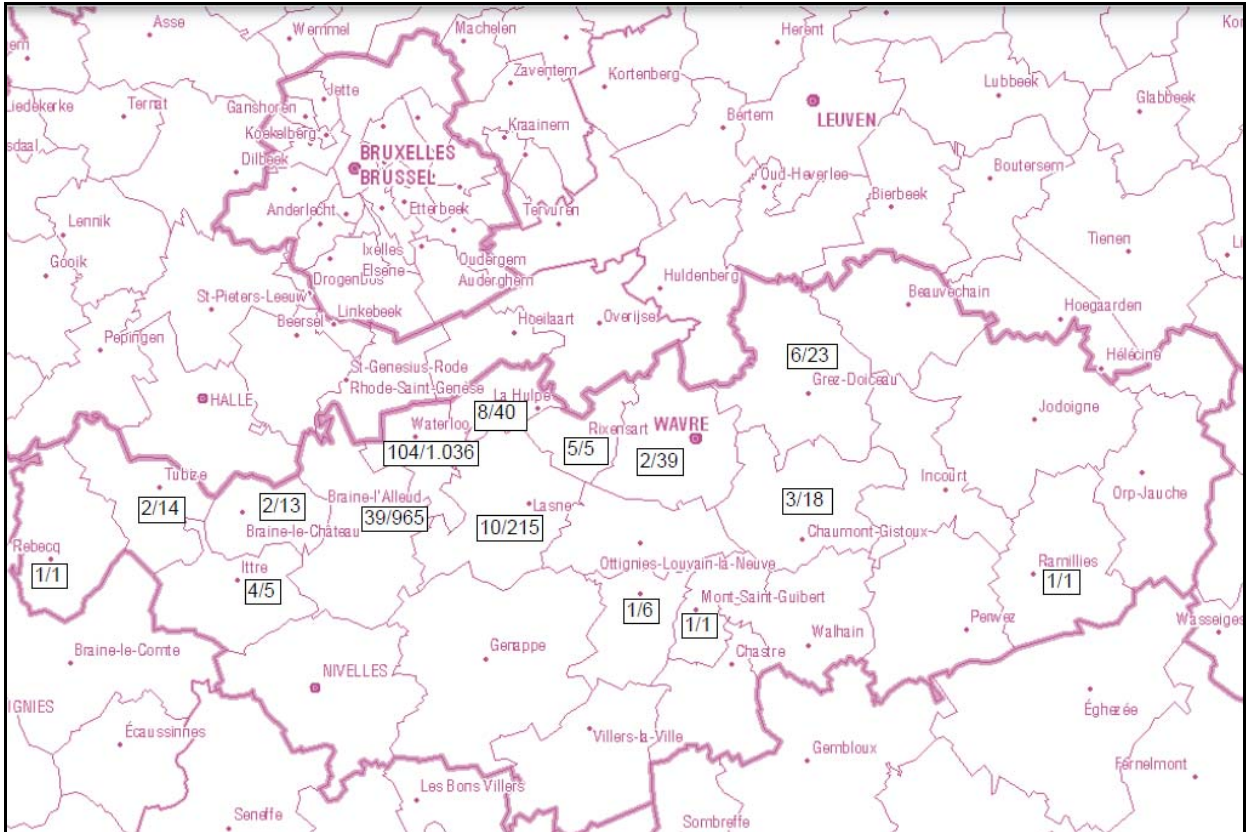 Asse
Wemmel
Machelen
Herent
Zaventem
Kortenberg
Lubbeek
Glabbeek
Liedekerke
Ternat
Jette
Ganshoren
Koekelberg
Kraainem
Bertem
LEUVEN
Dilbeek
BRUXELLES
BRUSSEL
Oud-Heverlee
Boutersem
Bierbeek
Anderlecht
Etterbeek
Tervuren
Lennik
Tienen
Gooik
Ixelles
Elsene
Oudergem
Auderghem
Drogenbos
Huldenberg
Beauvechain
Hoegaarden
St-Pieters-Leeuw
Beersel
Linkebeek
Hoeilaart
Overijse
Pepingen
Hélécine
6/23
Grez-Doiceau
St-Genesius-Rode
Rhode-Saint-Genèse
HALLE
La Hulpe
8/40
Jodoigne
Waterloo
104/1.036
Rixensart
5/5
WAVRE
2/39
Tubize
2/14
2/13
Braine-le-Château
Braine-l'Alleud
39/965
Lasne
10/215
3/18
Chaumont-Gistoux
Incourt
Orp-Jauche
Rebecq
1/1
Ittre
4/5
Ottignies-Louvain-la-Neuve
1/6
Mont-Saint-Guibert
1/1
Ramillies
1/1
Walhain
Perwez
Wasseiges
Braine-le-Comte
NIVELLES
Genappe
Chastre
IGNIES
Écaussinnes
Villers-la-Ville
Gembloux
Éghezée
Fernelmont
Les Bons Villers
Seneffe
Sombreffe